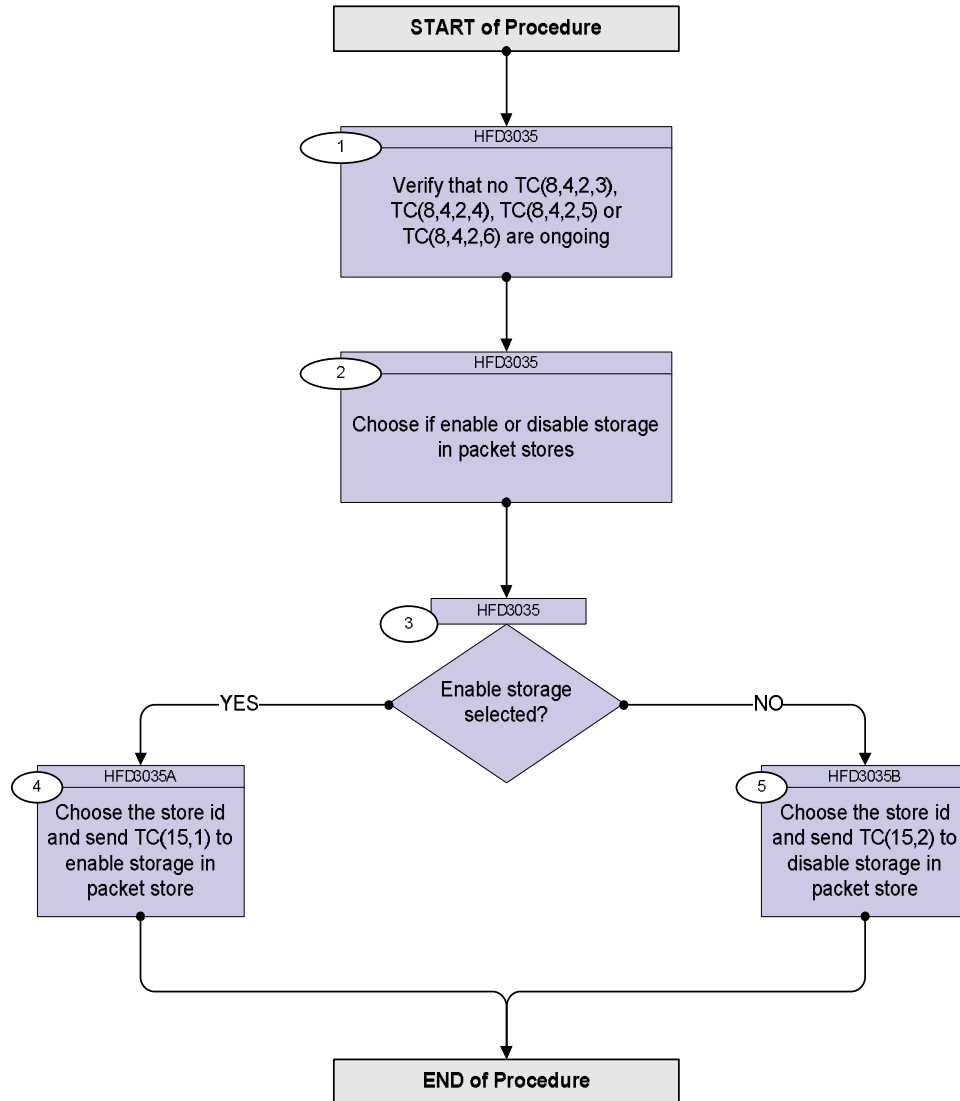 START of Procedure
HFD3035
1
Verify that no TC(8,4,2,3),
TC(8,4,2,4), TC(8,4,2,5) or
TC(8,4,2,6) are ongoing
HFD3035
2
Choose if enable or disable storage
in packet stores
HFD3035
3
Enable storage
selected?
YES
NO
HFD3035A
4
Choose the store id
and send TC(15,1) to
enable storage in
packet store
HFD3035B
5
Choose the store id
and send TC(15,2) to
disable storage in
packet store
END of Procedure